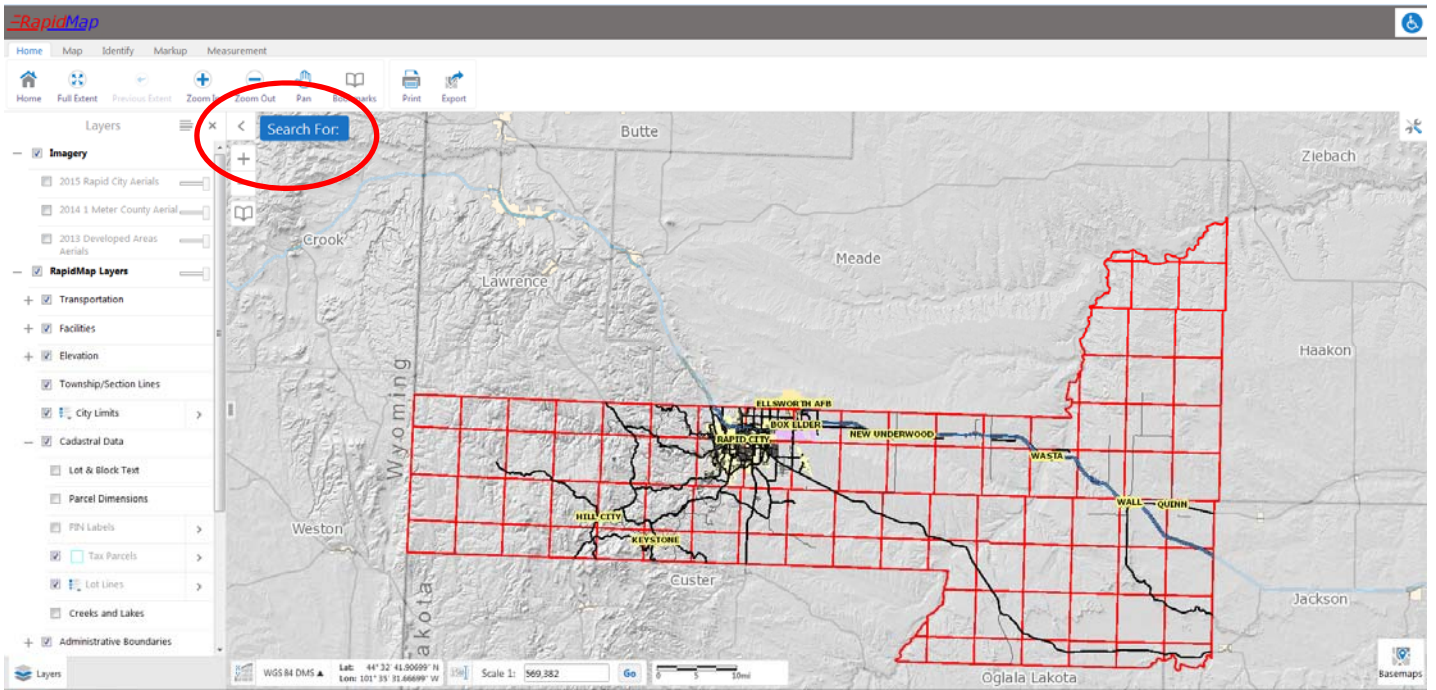 RapidMap
Home Map Identify Markup Measurement
Home Full Extent Previous Extent Zoom In Zoom Out Pan Bookmarks Print Export
Layers
Search For:
Imagery
2015 Rapid City Aerials
2014 1 Meter County Aerial
2013 Developed Areas
Aerials
RapidMap Layers
Transportation
Facilities
Elevation
Township/Section Lines
City Limits
Cadastral Data
Lot & Block Text
Parcel Dimensions
PIN Labels
Tax Parcels
Lot Lines
Creeks and Lakes
Administrative Boundaries
Layers
Butte
Ziebach
Crook
Meade
Lawrence
Haakon
Wyoming
ELLSWORTH AFB
BOX ELDER
RAPID CITY
NEW UNDERWOOD
WASTA
WALL
QUINN
HILL CITY
KEYSTONE
Weston
Custer
Jackson
akota
Oglala Lakota
WGS 84 DMS
Lat: 44° 32' 41.90699" N
Lon: 101° 35' 31.66699" W
Scale 1: 569,382
Go
0 5 10mi
Basemaps